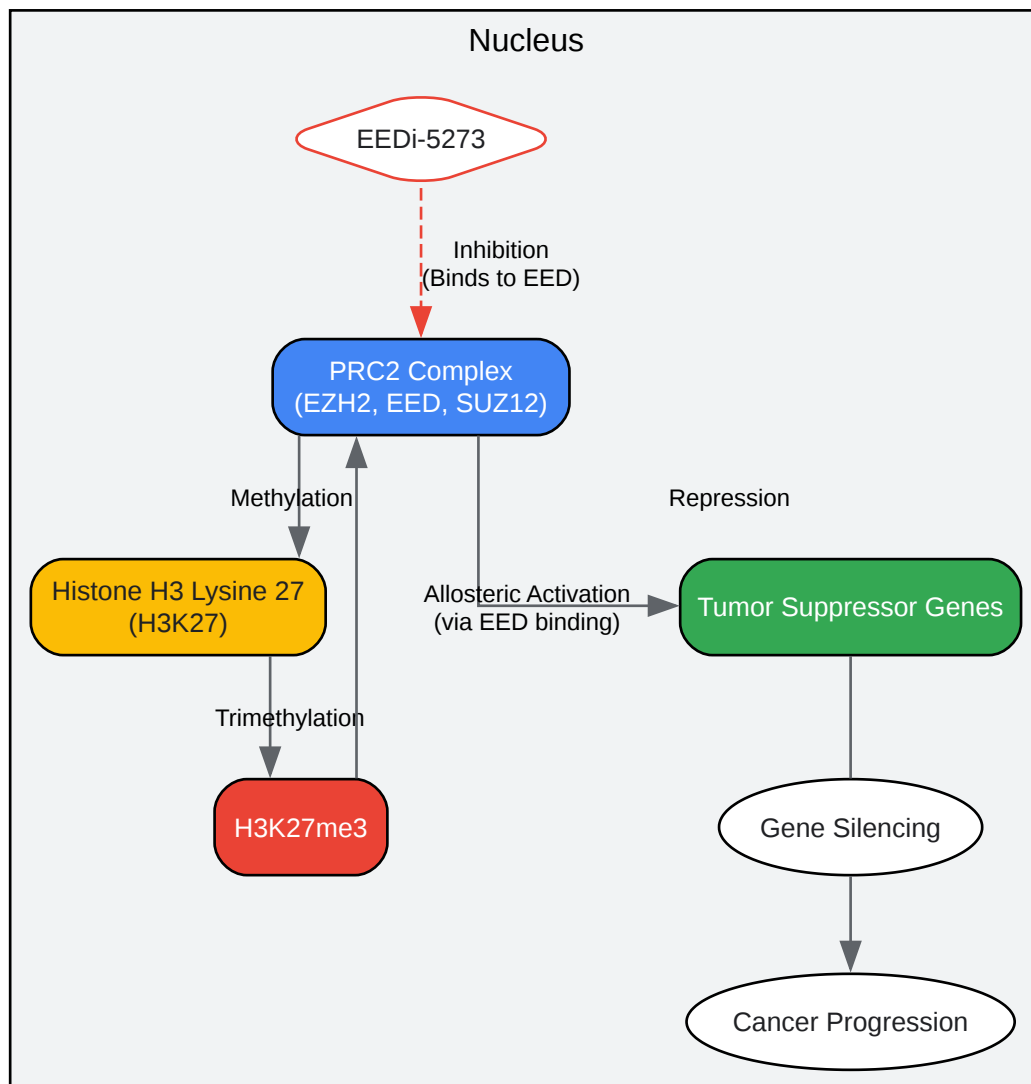 Nucleus
EEDi-5273
Inhibition
(Binds to EED)
PRC2 Complex
(EZH2, EED, SUZ12)
Methylation
Repression
Histone H3 Lysine 27
(H3K27)
Allosteric Activation
(via EED binding)
Tumor Suppressor Genes
Trimethylation
H3K27me3
Gene Silencing
Cancer Progression